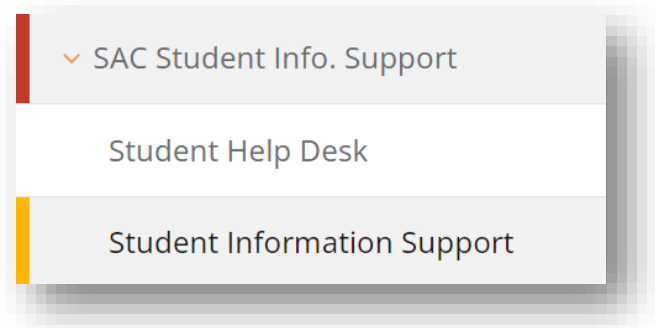 SAC Student Info. Support
Student Help Desk
Student Information Support